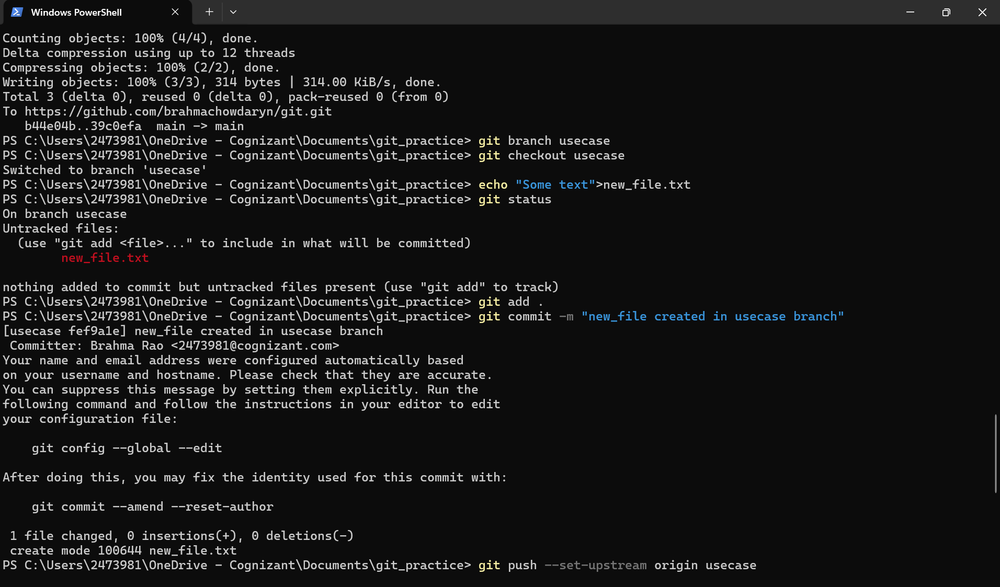 Windows PowerShell
Counting objects: 100% (4/4), done.
Delta compression using up to 12 threads
Compressing objects: 100% (2/2), done.
Writing objects: 100% (3/3), 314 bytes | 314.00 KiB/s, done.
Total 3 (delta 0), reused 0 (delta 0), pack-reused 0 (from 0)
To https://github.com/brahmachowdaryn/git.git
   b44e04b..39c0efa  main -> main
PS C:\Users\2473981\OneDrive - Cognizant\Documents\git_practice> git branch usecase
PS C:\Users\2473981\OneDrive - Cognizant\Documents\git_practice> git checkout usecase
Switched to branch 'usecase'
PS C:\Users\2473981\OneDrive - Cognizant\Documents\git_practice> echo "Some text">new_file.txt
PS C:\Users\2473981\OneDrive - Cognizant\Documents\git_practice> git status
On branch usecase
Untracked files:
  (use "git add <file>..." to include in what will be committed)
        new_file.txt

nothing added to commit but untracked files present (use "git add" to track)
PS C:\Users\2473981\OneDrive - Cognizant\Documents\git_practice> git add .
PS C:\Users\2473981\OneDrive - Cognizant\Documents\git_practice> git commit -m "new_file created in usecase branch"
[usecase fef9a1e] new_file created in usecase branch
 Committer: Brahma Rao <2473981@cognizant.com>
Your name and email address were configured automatically based
on your username and hostname. Please check that they are accurate.
You can suppress this message by setting them explicitly. Run the
following command and follow the instructions in your editor to edit
your configuration file:

    git config --global --edit

After doing this, you may fix the identity used for this commit with:

    git commit --amend --reset-author

 1 file changed, 0 insertions(+), 0 deletions(-)
 create mode 100644 new_file.txt
PS C:\Users\2473981\OneDrive - Cognizant\Documents\git_practice> git push --set-upstream origin usecase